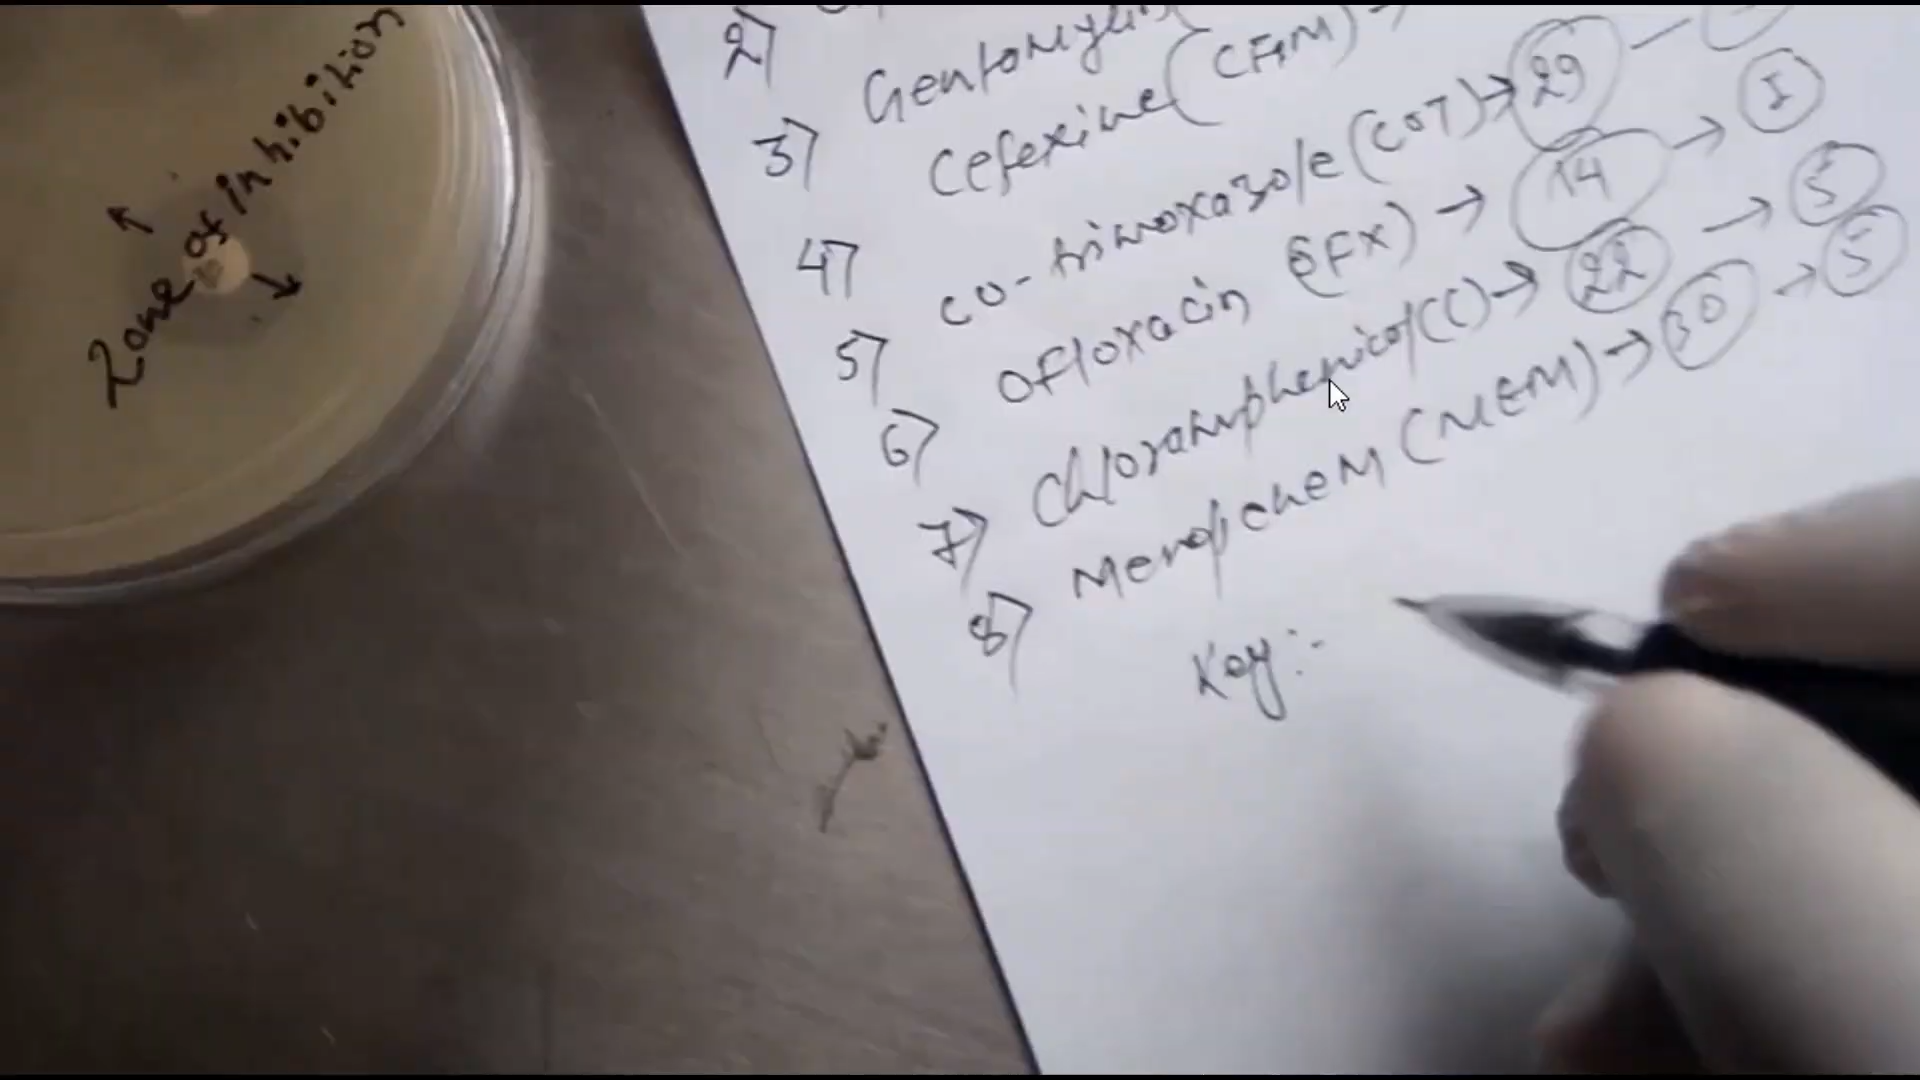 Zone of inhibition
2)
3) Gentamycin(
4) Cefexime(CFM)→
5) co-trimoxazole(COT)→ 29 –
6) Ofloxacin (OFX) → 14 → I
7) Chloramphenicol(C)→ 22 → S
8) MeropeneM (MEM)→ 30 → S
Key:-